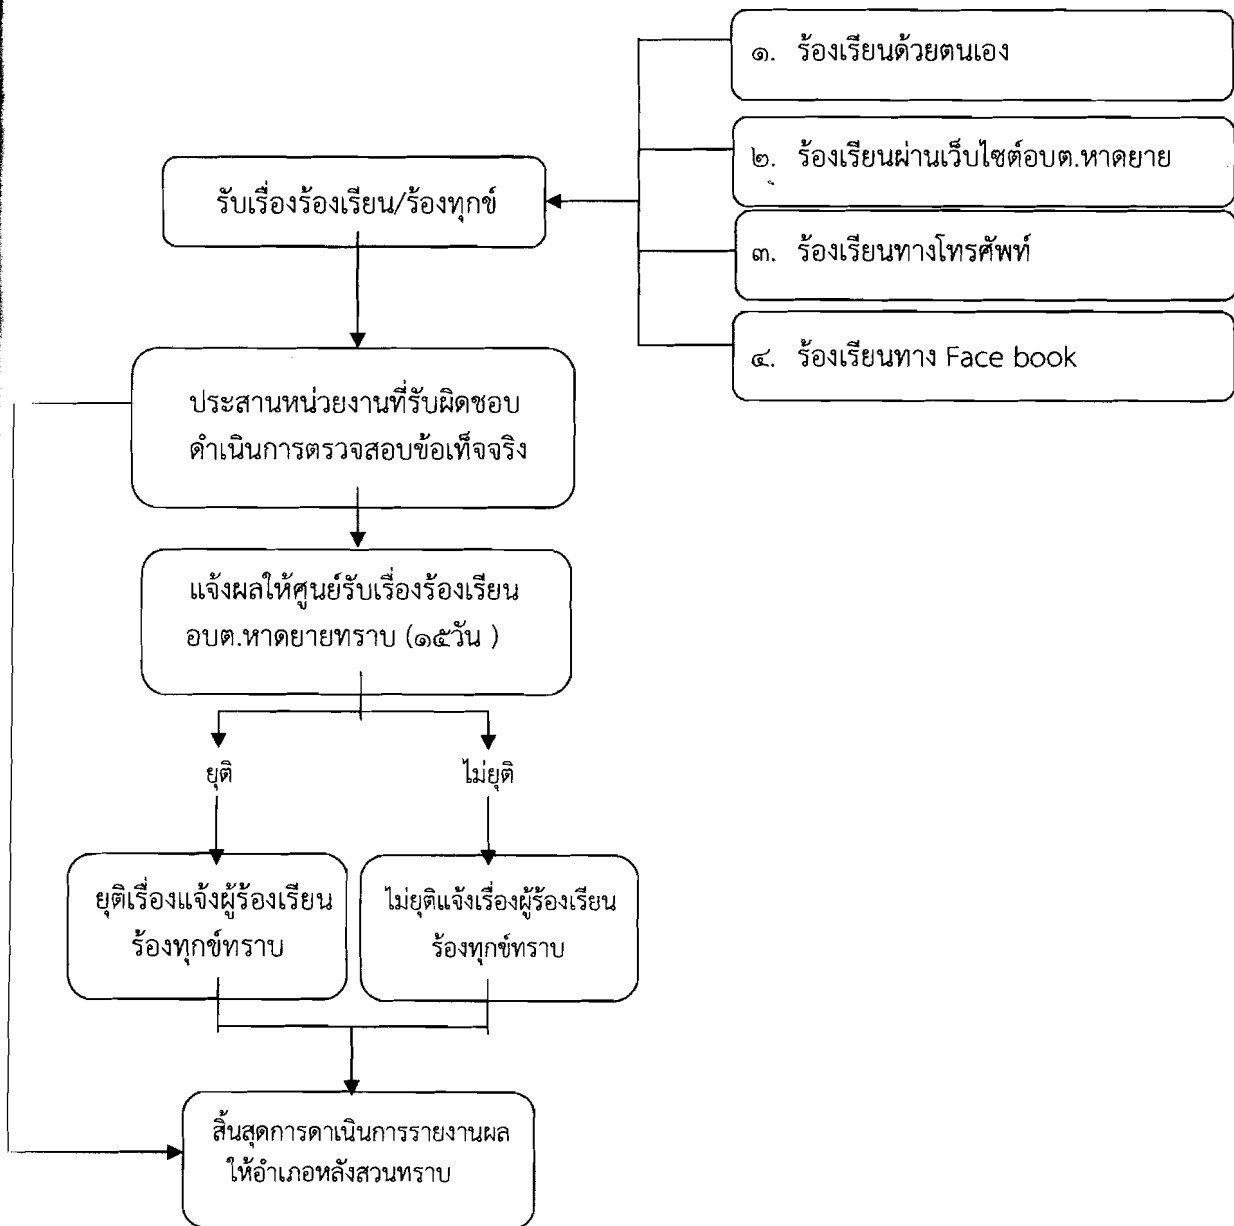 ๑. ร้องเรียนด้วยตนเอง
๒. ร้องเรียนผ่านเว็บไซต์อบต.หาดยาย
รับเรื่องร้องเรียน/ร้องทุกข์
๓. ร้องเรียนทางโทรศัพท์
๔. ร้องเรียนทาง Face book
ประสานหน่วยงานที่รับผิดชอบ
ดำเนินการตรวจสอบข้อเท็จจริง
แจ้งผลให้ศูนย์รับเรื่องร้องเรียน
อบต.หาดยายทราบ (๑๕วัน )
ยุติ
ไม่ยุติ
ยุติเรื่องแจ้งผู้ร้องเรียน
ร้องทุกข์ทราบ
ไม่ยุติแจ้งเรื่องผู้ร้องเรียน
ร้องทุกข์ทราบ
สิ้นสุดการดาเนินการรายงานผล
ให้อำเภอหลังสวนทราบ